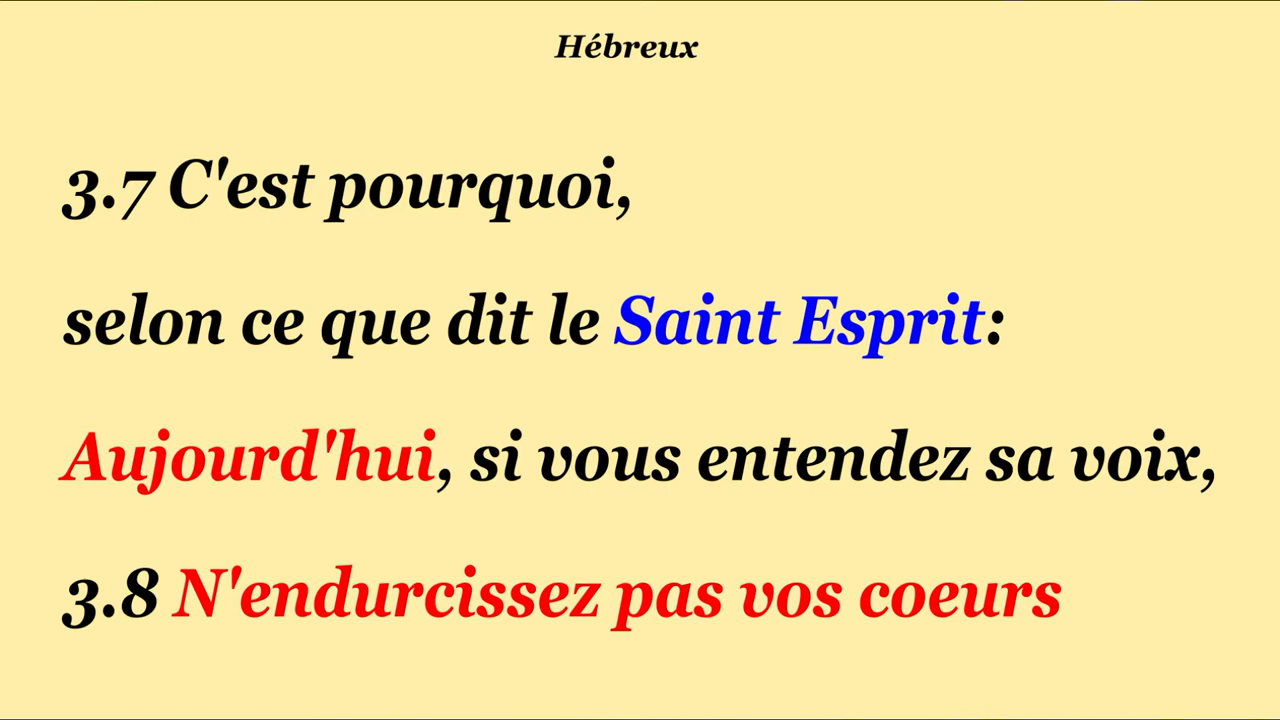 Hébreux
3.7 C'est pourquoi,
selon ce que dit le Saint Esprit:
Aujourd'hui, si vous entendez sa voix,
3.8 N'endurcissez pas vos coeurs